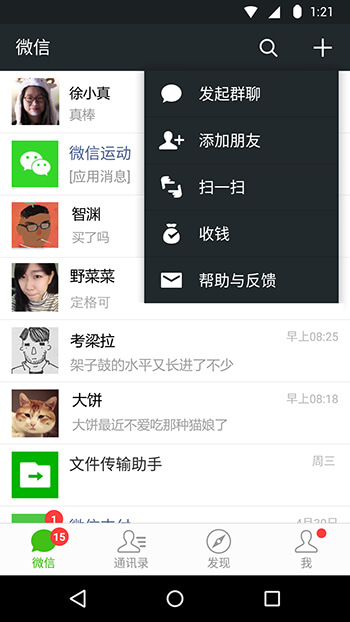 1:21
微信
徐小真
真棒
发起群聊
微信运动
[应用消息]
添加朋友
智渊
买了吗
扫一扫
收钱
野菜菜
定格可
帮助与反馈
考梁拉
早上08:25
架子鼓的水平又长进了不少
大饼
早上08:18
大饼最近不爱吃那种猫娘了
文件传输助手
周三
1
微信支付
4月30日
15
微信
通讯录
发现
我